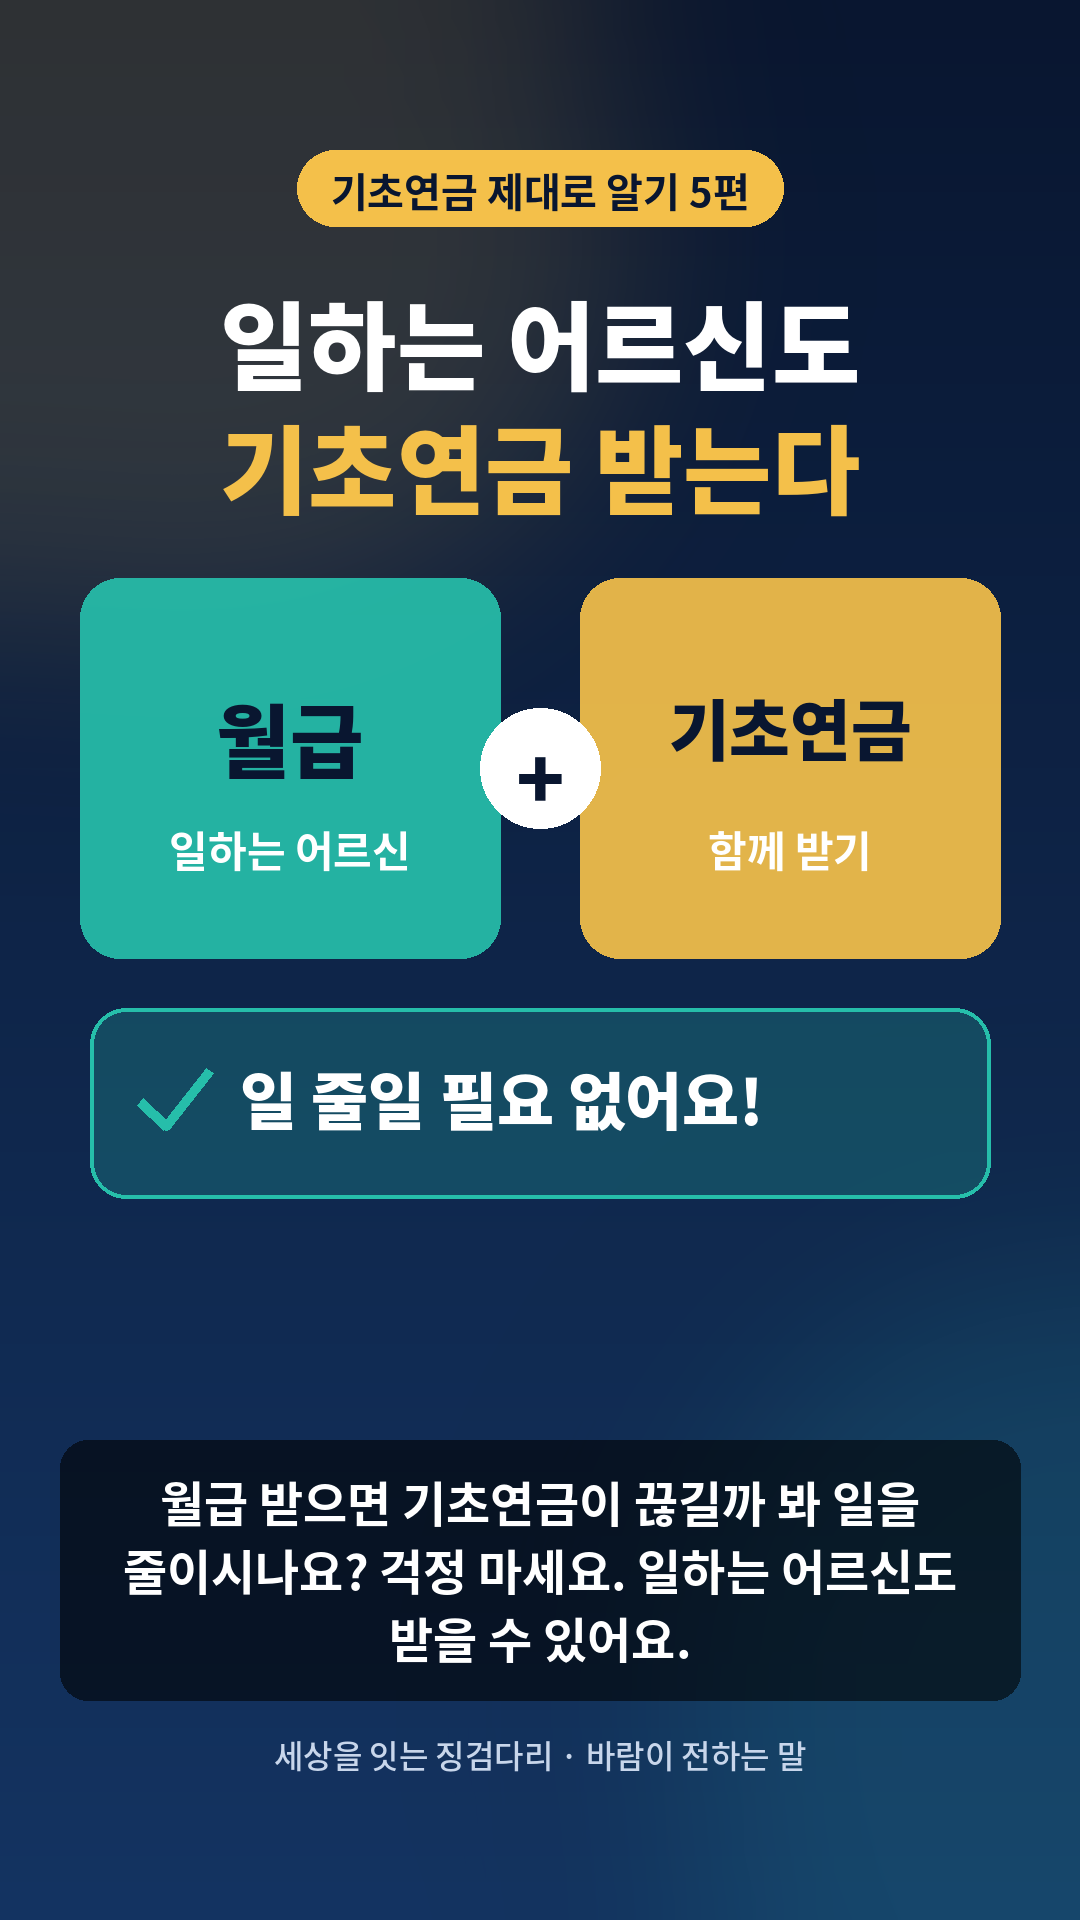 기초연금 제대로 알기 5편
일하는 어르신도
기초연금 받는다
월급
일하는 어르신
+
기초연금
함께 받기
일 줄일 필요 없어요!
월급 받으면 기초연금이 끊길까 봐 일을
줄이시나요? 걱정 마세요. 일하는 어르신도
받을 수 있어요.
세상을 잇는 징검다리 · 바람이 전하는 말